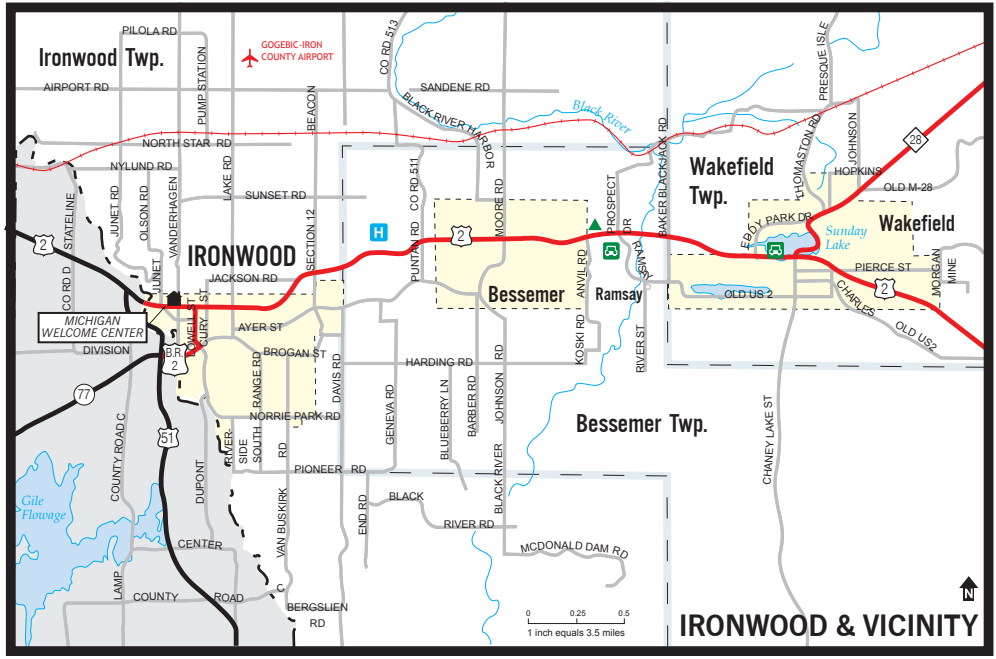 PILOLA RD
Ironwood Twp.
GOGEBIC-IRON
COUNTY AIRPORT
CO RD 513
PRESQUE ISLE
AIRPORT RD
PUMP STATION
BEACON
SANDENE RD
BLACK RIVER HARBOR
Black River
28
NORTH STAR RD
NYLUND RD
LAKE RD
SUNSET RD
STATELINE
CO RD D
JUNET RD
OLSON RD
VANDERHAGEN
SECTION 12
PUNTAN RD
CO RD 511
MOORE RD
PROSPECT
DR
BAKER BLACKJACK RD
Wakefield
Twp.
THOMASTON RD
JOHNSON
HOPKINS
OLD M-28
EDDY PARK DR
Wakefield
Sunday
Lake
2
H
2
IRONWOOD
JUNET
JACKSON RD
ANVIL RD
RAMSAY
Ramsay
PIERCE ST
MORGAN
MINE
2
Bessemer
OLD US 2
CHARLES
OLD US2
MICHIGAN
WELCOME CENTER
LOWELL ST
CURY ST
AYER ST
DIVISION
B.R.
2
BROGAN ST
RANGE RD
SOUTH
DAVIS RD
HARDING RD
KOSKI RD
RIVER ST
77
NORRIE PARK RD
GENEVA RD
BLUEBERRY LN
BARBER RD
JOHNSON RD
BLACK RIVER
Bessemer Twp.
CHANEY LAKE ST
51
COUNTY ROAD C
RIVER-
SIDE
PIONEER RD
DUPONT
VAN BUSKIRK
RD
END RD
BLACK
RIVER RD
MCDONALD DAM RD
Gile
Flowage
CENTER
LAMP
COUNTY ROAD
C
BERGSLIEN
RD
0 0.25 0.5
1 inch equals 3.5 miles
N
IRONWOOD & VICINITY